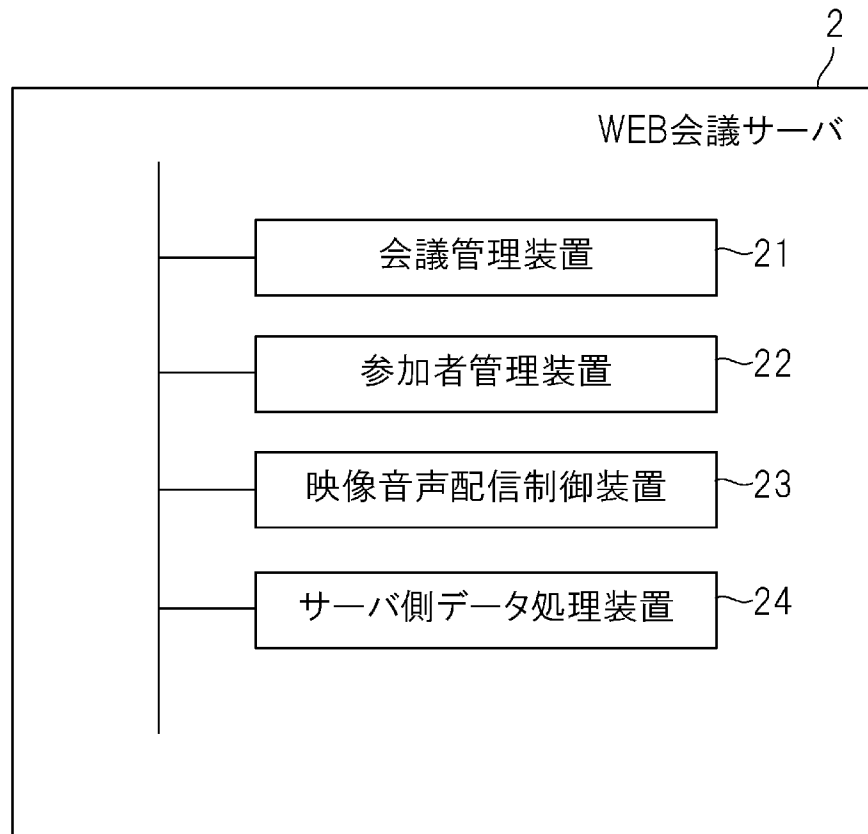 2
WEB会議サーバ
会議管理装置 21
参加者管理装置 22
映像音声配信制御装置 23
サーバ側データ処理装置 24